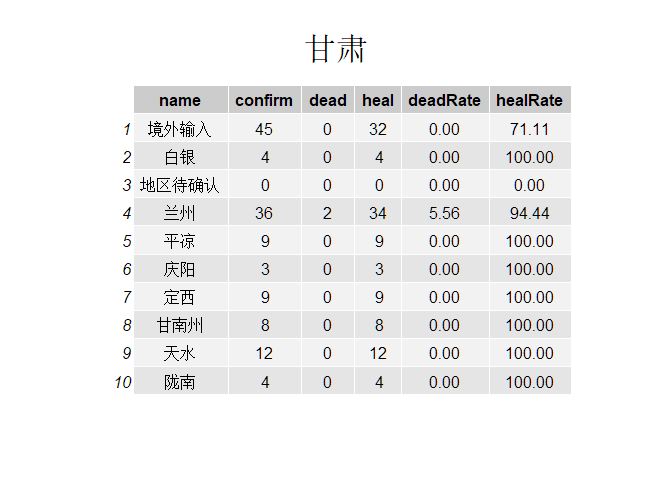 甘肃
name confirm dead heal deadRate healRate
1 境外输入 45 0 32 0.00 71.11
2 白银 4 0 4 0.00 100.00
3 地区待确认 0 0 0 0.00 0.00
4 兰州 36 2 34 5.56 94.44
5 平凉 9 0 9 0.00 100.00
6 庆阳 3 0 3 0.00 100.00
7 定西 9 0 9 0.00 100.00
8 甘南州 8 0 8 0.00 100.00
9 天水 12 0 12 0.00 100.00
10 陇南 4 0 4 0.00 100.00